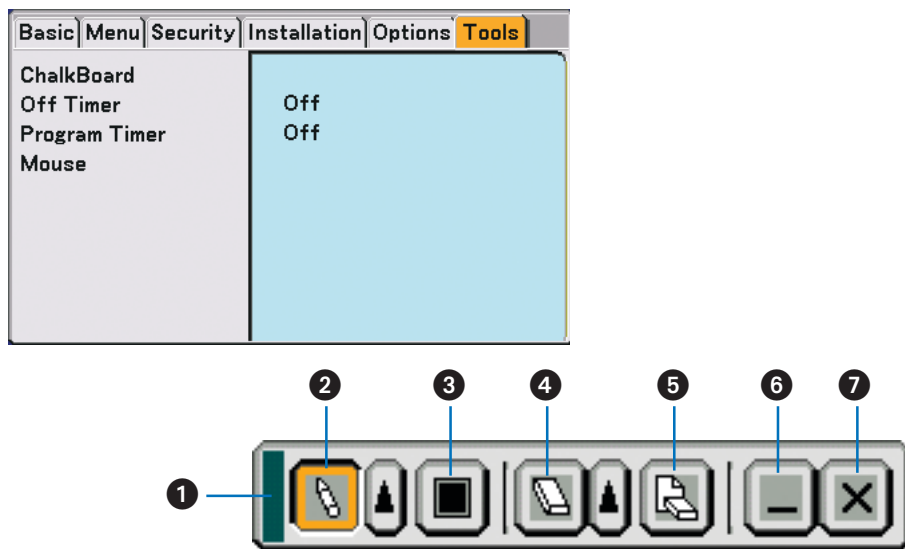 Basic Menu Security Installation Options Tools
ChalkBoard
Off Timer Off
Program Timer Off
Mouse
2 3 4 5 6 7
1